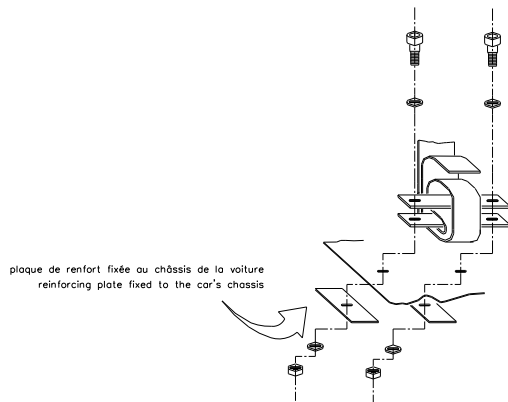 plaque de renfort fixée au châssis de la voiture
reinforcing plate fixed to the car's chassis